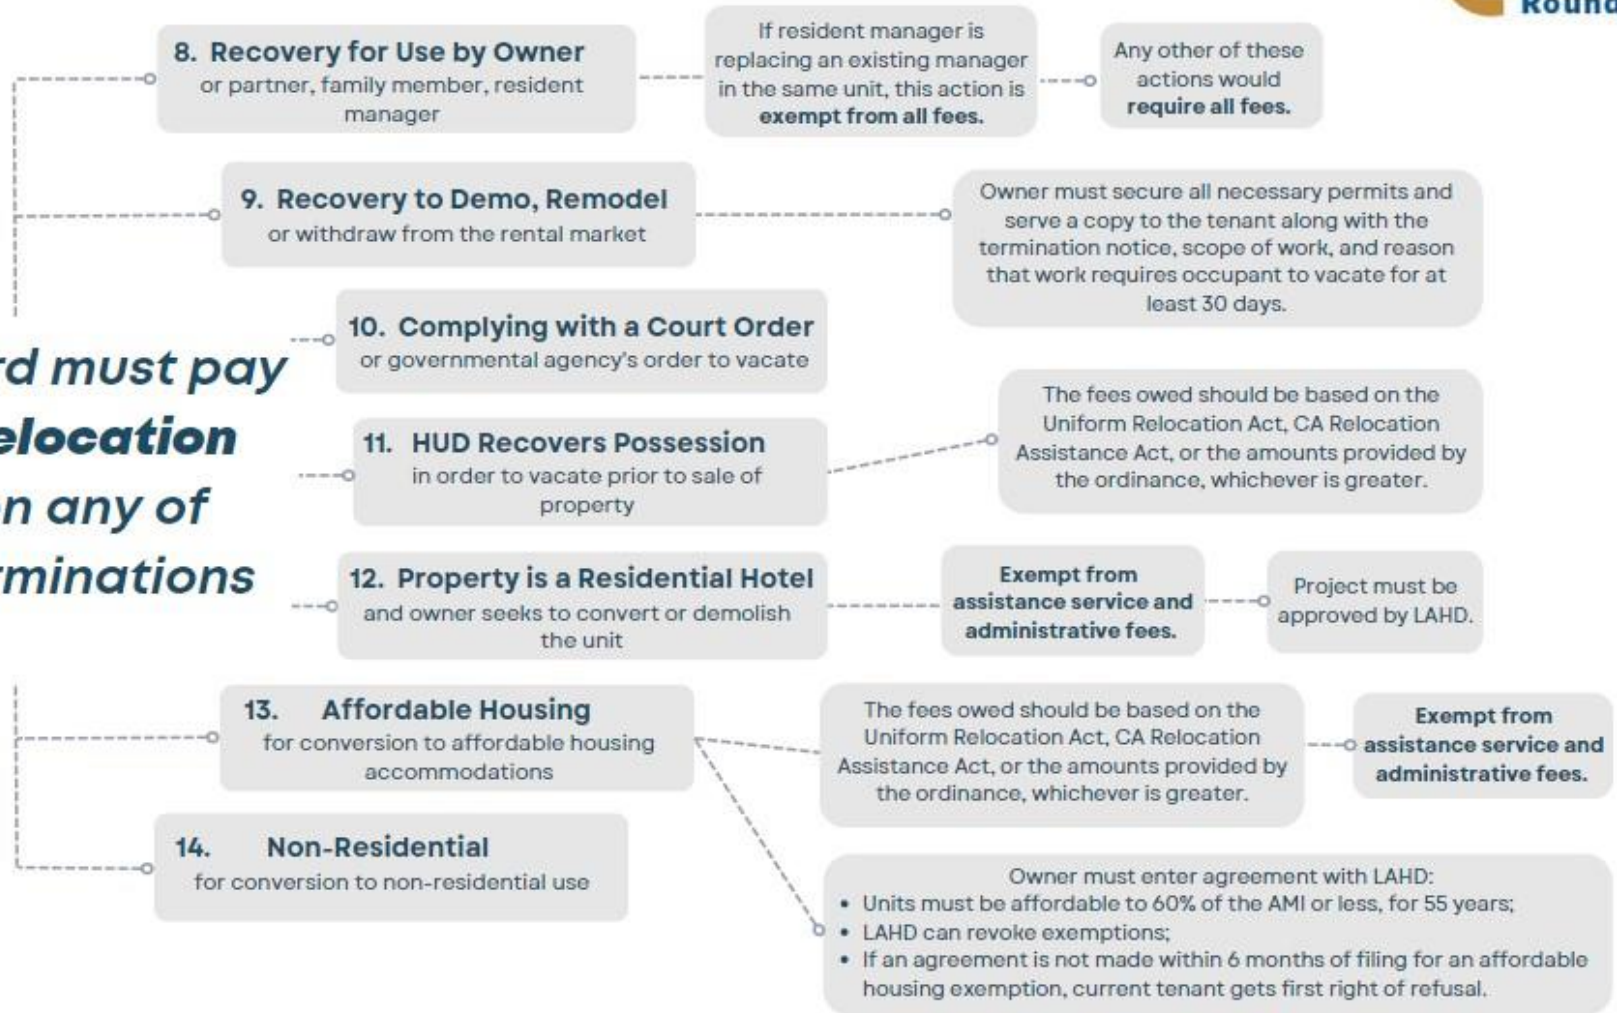 Round
8. Recovery for Use by Owner
or partner, family member, resident
manager
If resident manager is
replacing an existing manager
in the same unit, this action is
exempt from all fees.
Any other of these
actions would
require all fees.
9. Recovery to Demo, Remodel
or withdraw from the rental market
Owner must secure all necessary permits and
serve a copy to the tenant along with the
termination notice, scope of work, and reason
that work requires occupant to vacate for at
least 30 days.
rd must pay
elocation
n any of
rminations
10. Complying with a Court Order
or governmental agency's order to vacate
11. HUD Recovers Possession
in order to vacate prior to sale of
property
The fees owed should be based on the
Uniform Relocation Act, CA Relocation
Assistance Act, or the amounts provided by
the ordinance, whichever is greater.
12. Property is a Residential Hotel
and owner seeks to convert or demolish
the unit
Exempt from
assistance service and
administrative fees.
Project must be
approved by LAHD.
13. Affordable Housing
for conversion to affordable housing
accommodations
The fees owed should be based on the
Uniform Relocation Act, CA Relocation
Assistance Act, or the amounts provided by
the ordinance, whichever is greater.
Exempt from
assistance service and
administrative fees.
14. Non-Residential
for conversion to non-residential use
Owner must enter agreement with LAHD:
• Units must be affordable to 60% of the AMI or less, for 55 years;
• LAHD can revoke exemptions;
• If an agreement is not made within 6 months of filing for an affordable
housing exemption, current tenant gets first right of refusal.